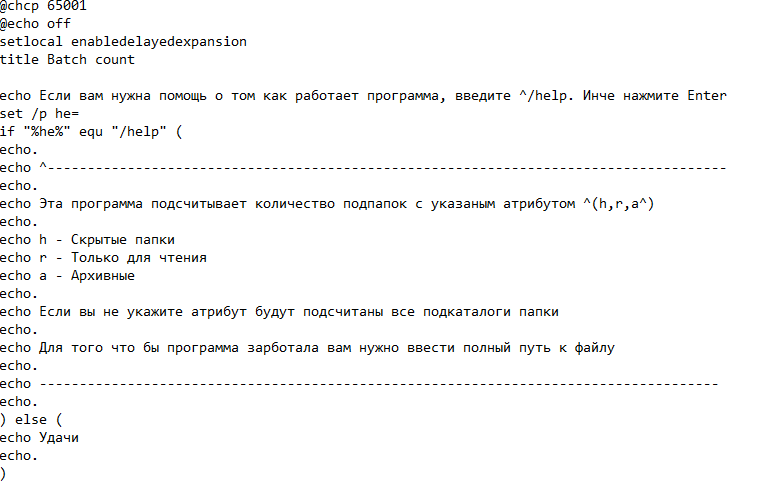 @chcp 65001
@echo off
setlocal enabledelayedexpansion
title Batch count
echo Если вам нужна помощь о том как работает программа, введите ^/help. Инче нажмите Enter
set /p he=
if "%he%" equ "/help" (
echo.
echo ^-------------------------------------------------------------------------------------
echo.
echo Эта программа подсчитывает количество подпапок с указаным атрибутом ^(h,r,a^)
echo.
echo h - Скрытые папки
echo r - Только для чтения
echo a - Архивные
echo.
echo Если вы не укажите атрибут будут подсчитаны все подкаталоги папки
echo.
echo Для того что бы программа зарботала вам нужно ввести полный путь к файлу
echo.
echo -------------------------------------------------------------------------------------
echo.
) else (
echo Удачи
echo.
)